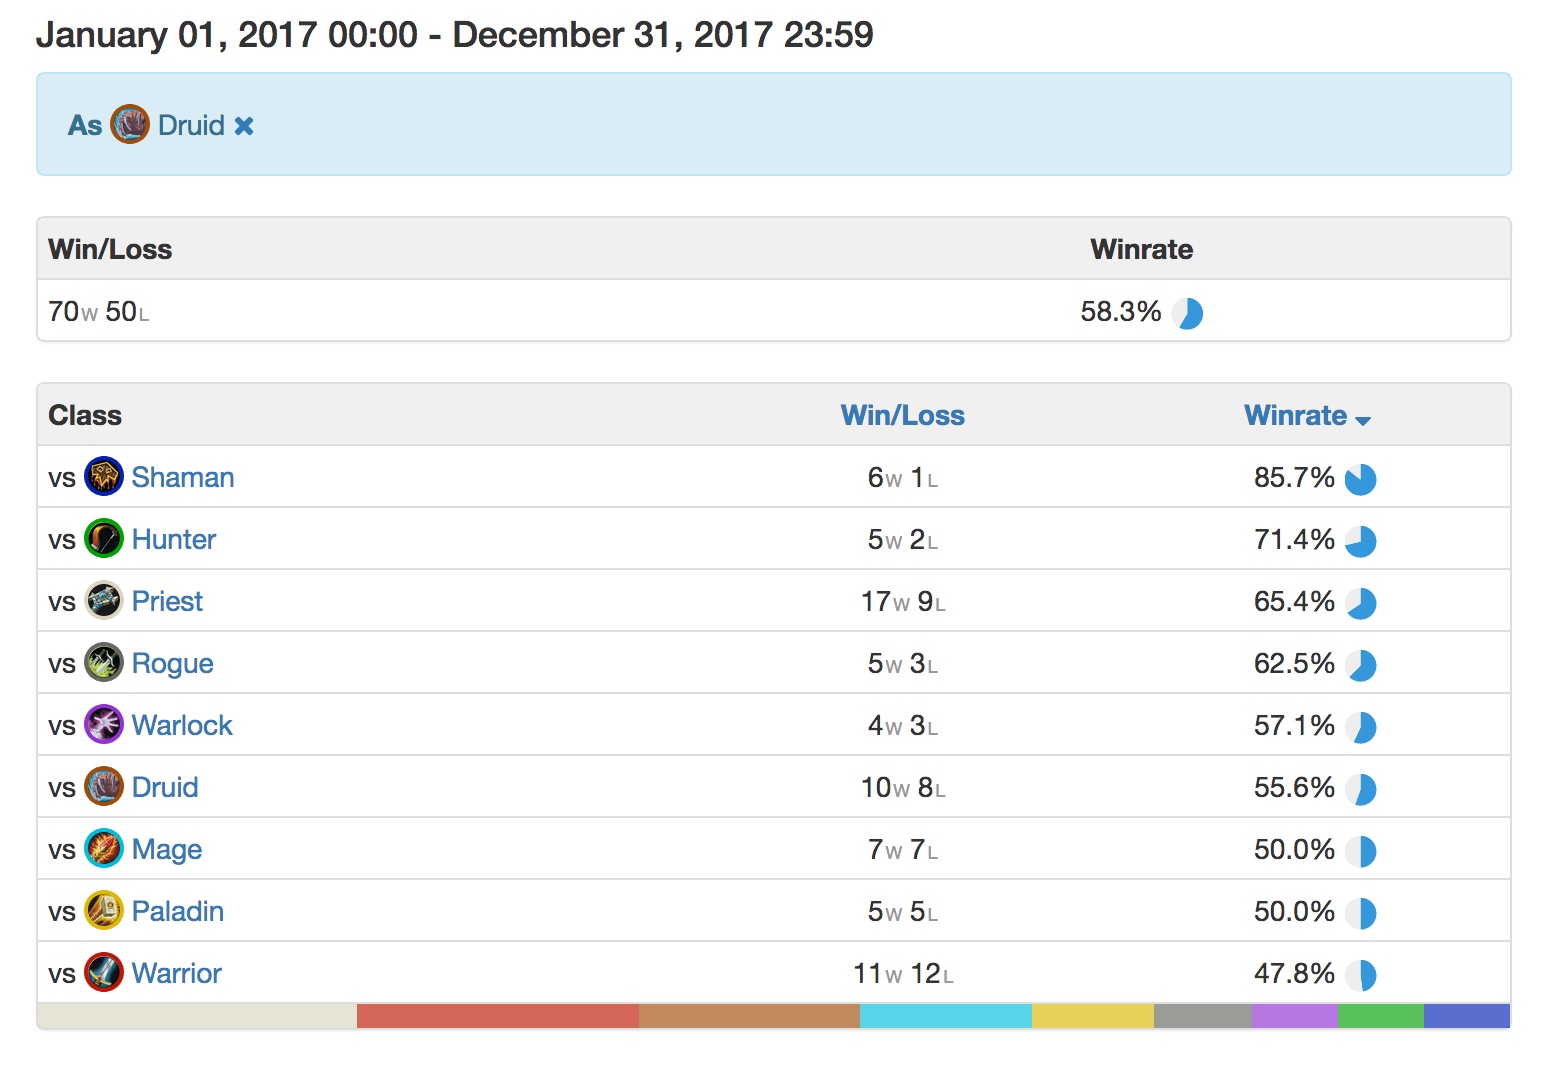 January 01, 2017 00:00 - December 31, 2017 23:59
As Druid ✖
Win/Loss Winrate
70W 50L 58.3%
Class Win/Loss Winrate
vs Shaman 6W 1L 85.7%
vs Hunter 5W 2L 71.4%
vs Priest 17W 9L 65.4%
vs Rogue 5W 3L 62.5%
vs Warlock 4W 3L 57.1%
vs Druid 10W 8L 55.6%
vs Mage 7W 7L 50.0%
vs Paladin 5W 5L 50.0%
vs Warrior 11W 12L 47.8%